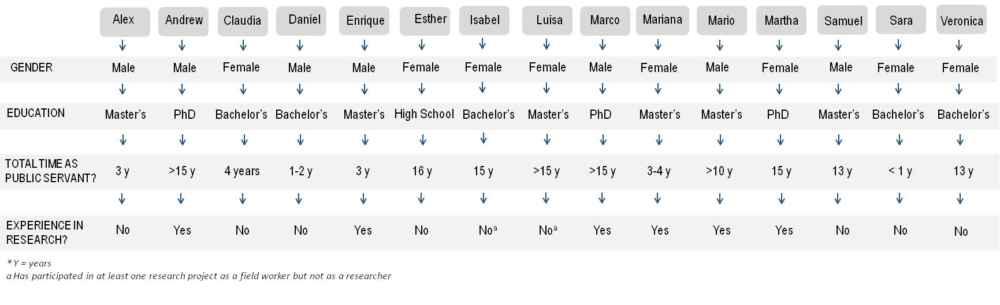 Alex Andrew Claudia Daniel Enrique Esther Isabel Luisa Marco Mariana Mario Martha Samuel Sara Veronica
GENDER Male Male Female Male Male Female Female Female Male Female Male Female Male Female Female
EDUCATION Master's PhD Bachelor's Bachelor's Master's High School Bachelor's Master's PhD Master's Master's PhD Master's Bachelor's Bachelor's
TOTAL TIME AS
PUBLIC SERVANT? 3 y >15 y 4 years 1-2 y 3 y 16 y 15 y >15 y >15 y 3-4 y >10 y 15 y 13 y < 1 y 13 y
EXPERIENCE IN
RESEARCH? No Yes No No Yes No Noª Noª Yes Yes Yes Yes No No No
*Y = years
a Has participated in at least one research project as a field worker but not as a researcher